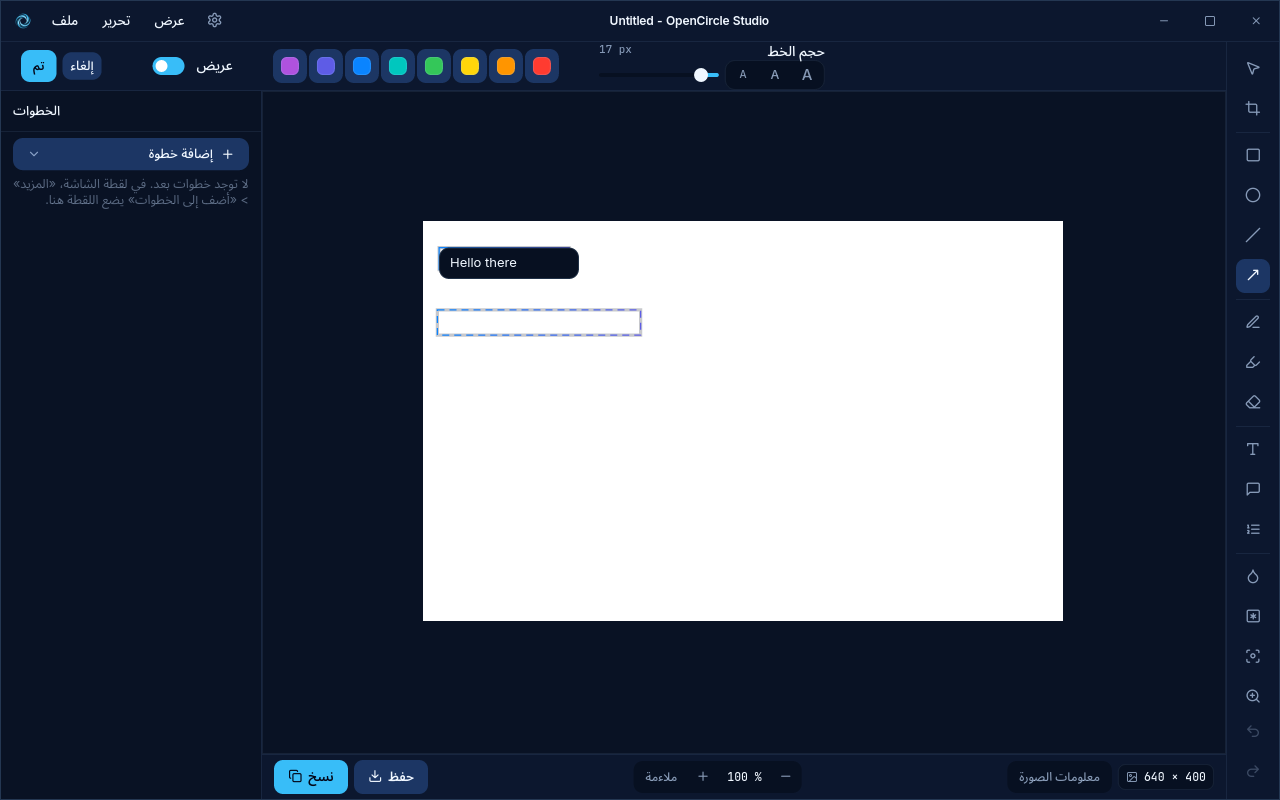 ملف
تحرير
عرض
Untitled - OpenCircle Studio
تم
إلغاء
عريض
17 px
حجم الخط
A A A
الخطوات
إضافة خطوة
لا توجد خطوات بعد. في لقطة الشاشة، «المزيد»
> «أضف إلى الخطوات» يضع اللقطة هنا.
Hello there
نسخ
حفظ
ملاءمة
100 %
معلومات الصورة
640 × 400